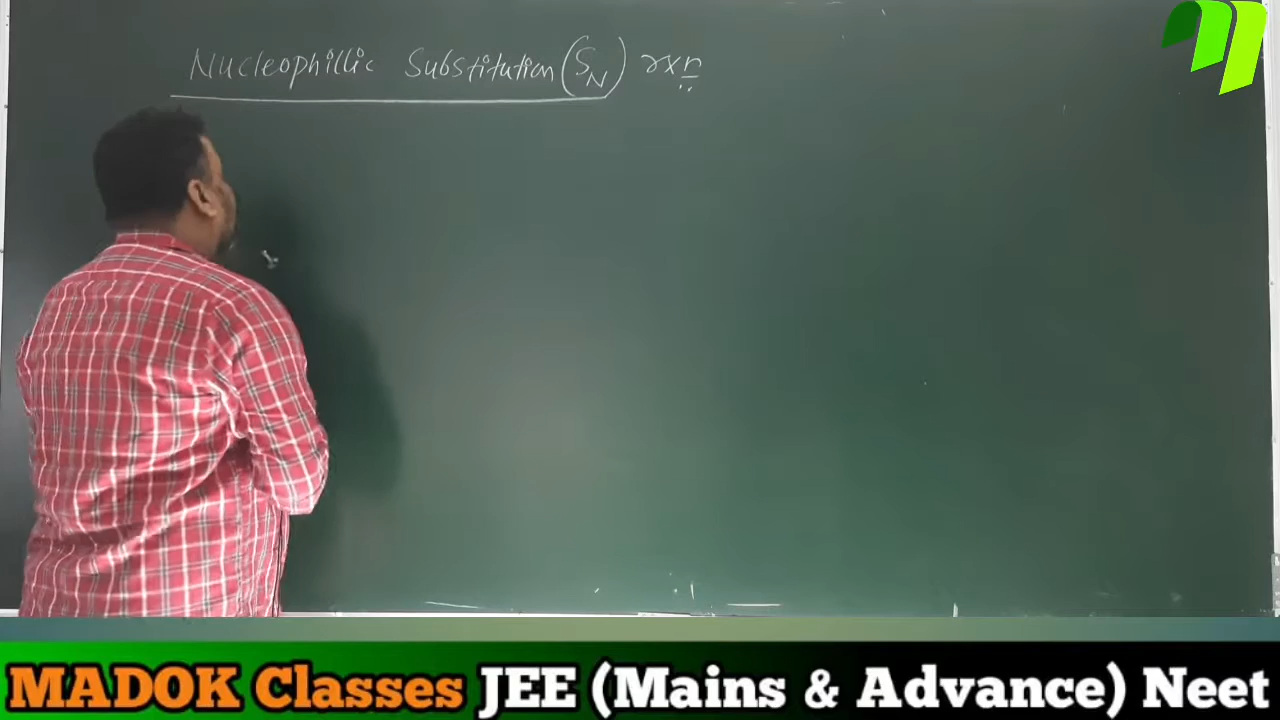 Nucleophillic Substitution (SN) rxn
MADOK Classes JEE (Mains & Advance) Neet